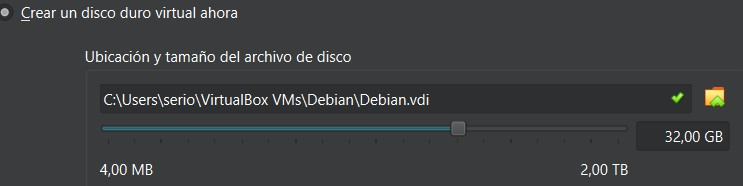 Crear un disco duro virtual ahora
Ubicación y tamaño del archivo de disco
C:\Users\serio\VirtualBox VMs\Debian\Debian.vdi
32,00 GB
4,00 MB
2,00 TB